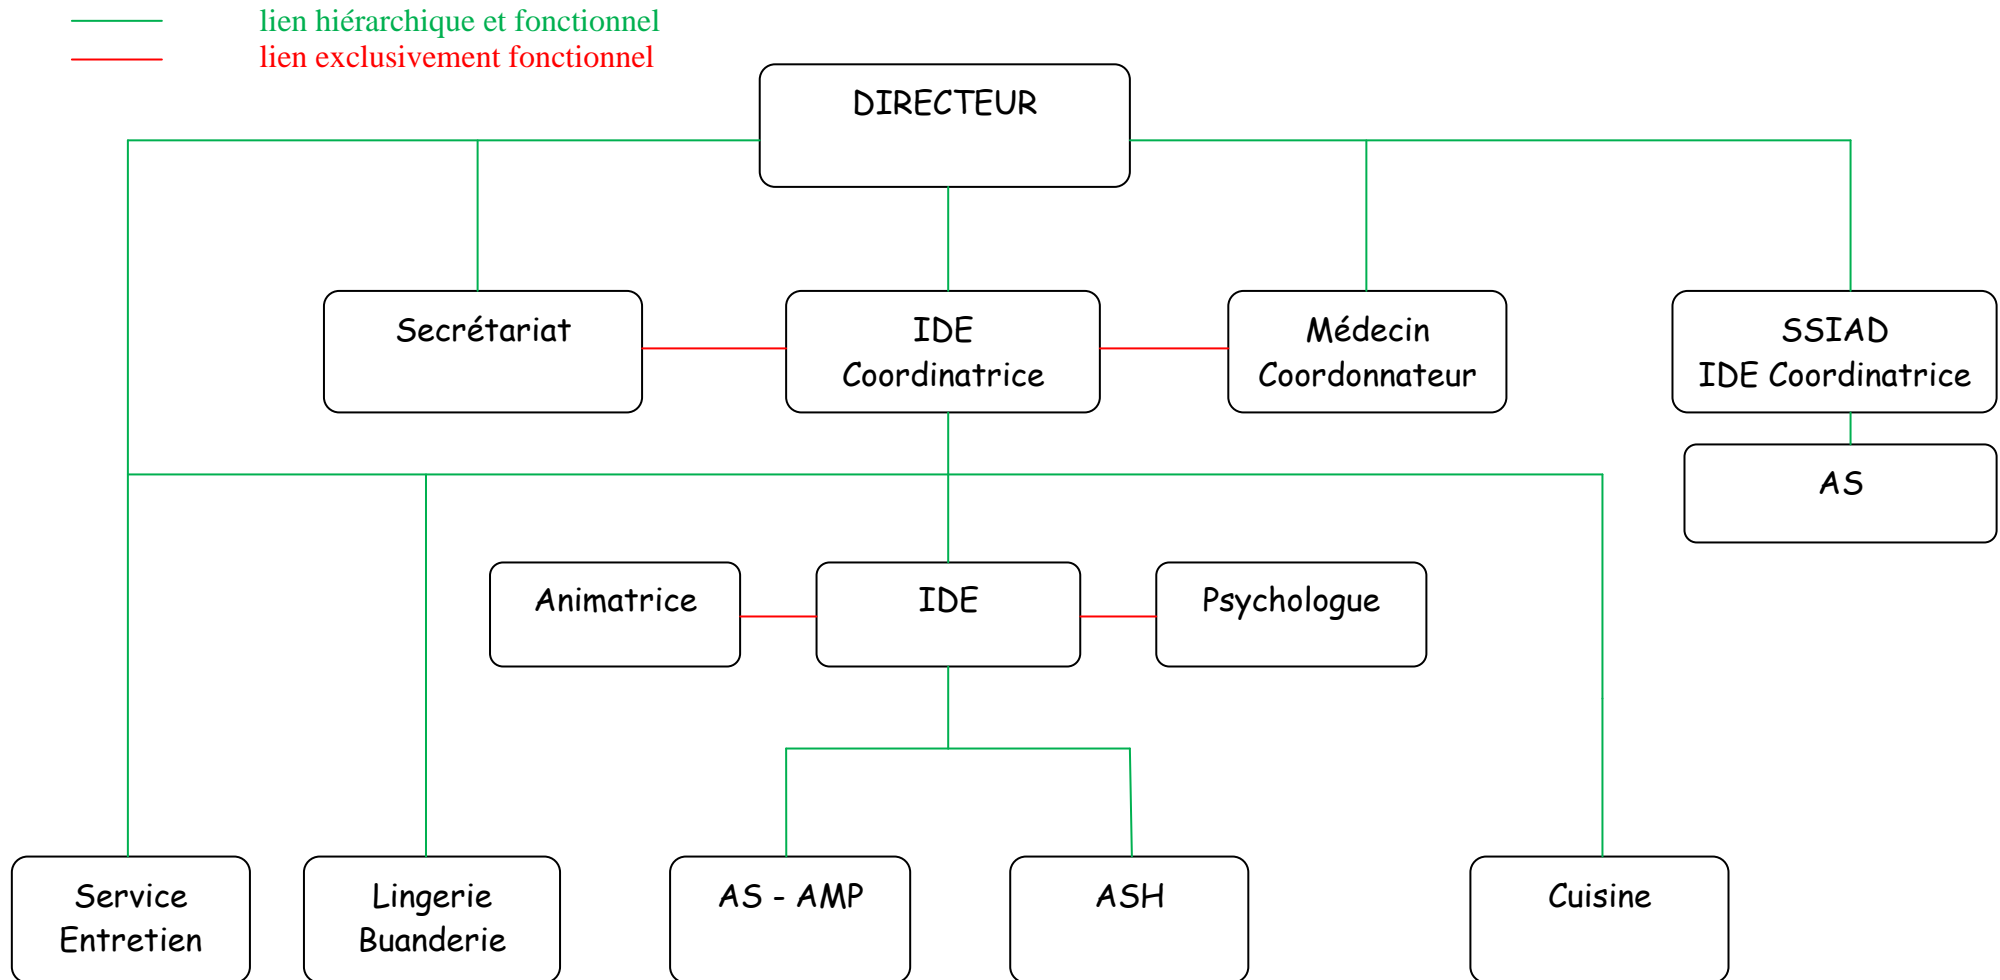 lien hiérarchique et fonctionnel
lien exclusivement fonctionnel
DIRECTEUR
Secrétariat
IDE
Coordinatrice
Médecin
Coordonnateur
SSIAD
IDE Coordinatrice
AS
Animatrice
IDE
Psychologue
Service
Entretien
Lingerie
Buanderie
AS - AMP
ASH
Cuisine